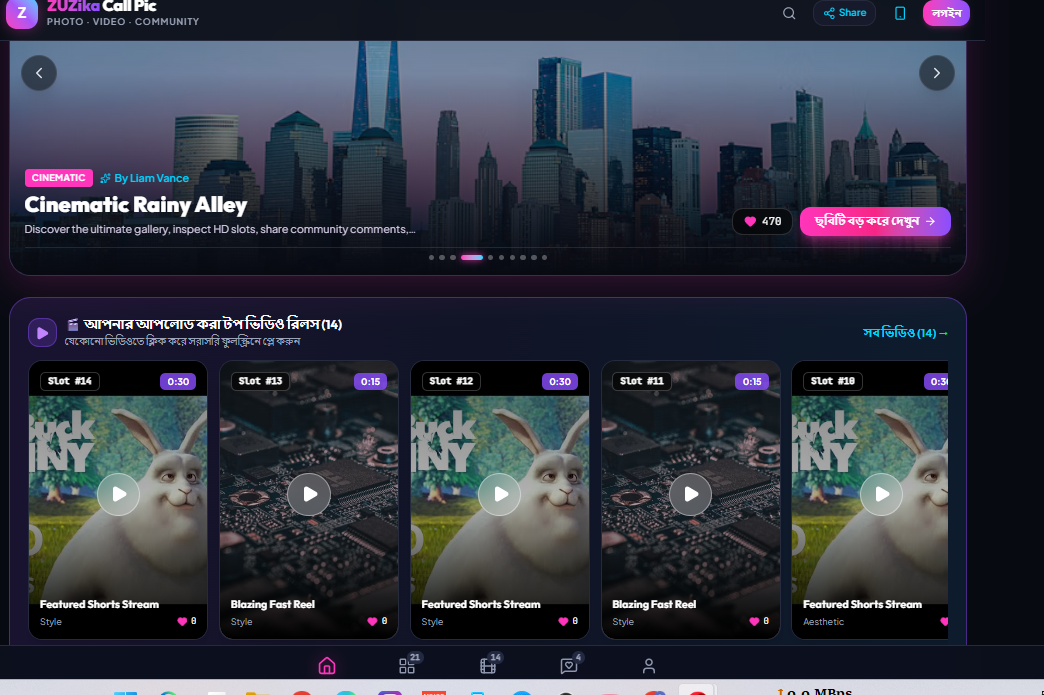 Z
ZUZika Call Pic
PHOTO · VIDEO · COMMUNITY
Share
লগইন
CINEMATIC
By Liam Vance
Cinematic Rainy Alley
Discover the ultimate gallery, inspect HD slots, share community comments,...
470
ছবিটি বড় করে দেখুন →
আপনার আপলোড করা টপ ভিডিও রিলস (14)
যেকোনো ভিডিওতে ক্লিক করে সরাসরি ফুলস্ক্রিনে প্লে করুন
সব ভিডিও (14) →
Slot #14
0:30
Slot #13
0:15
Slot #12
0:30
Slot #11
0:15
Slot #10
Featured Shorts Stream
Style
0
Blazing Fast Reel
Style
0
Featured Shorts Stream
Style
0
Blazing Fast Reel
Style
0
Featured Shorts Stream
Aesthetic
21
14
4